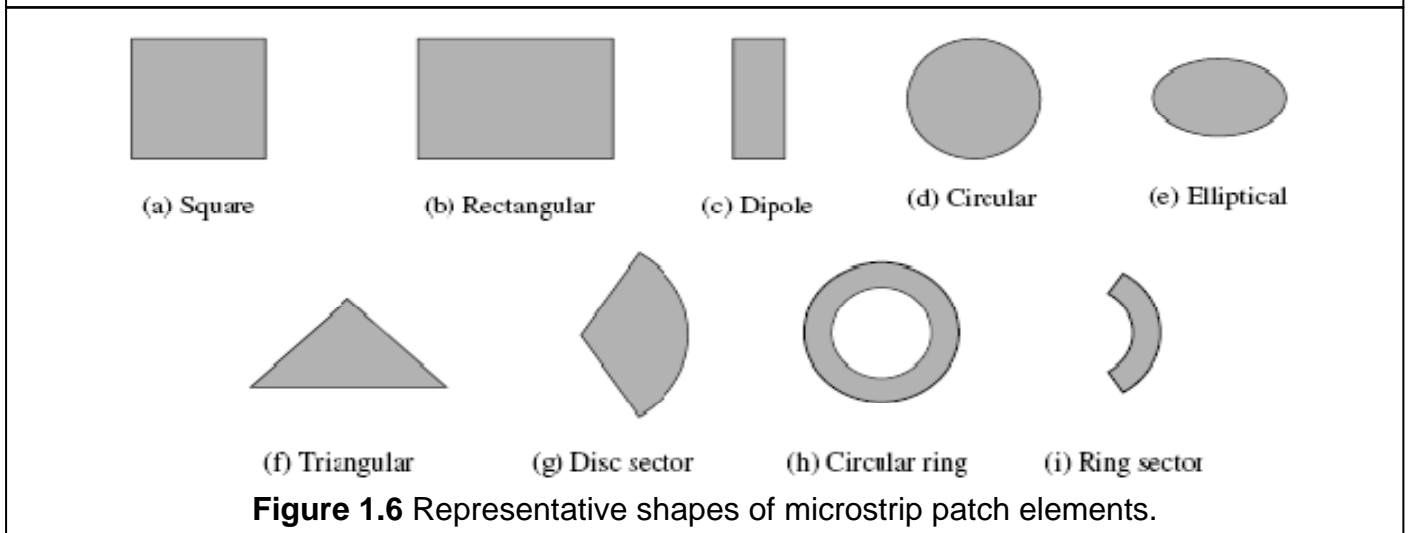 (a) Square (b) Rectangular (c) Dipole (d) Circular (e) Elliptical
(f) Triangular (g) Disc sector (h) Circular ring (i) Ring sector
Figure 1.6 Representative shapes of microstrip patch elements.